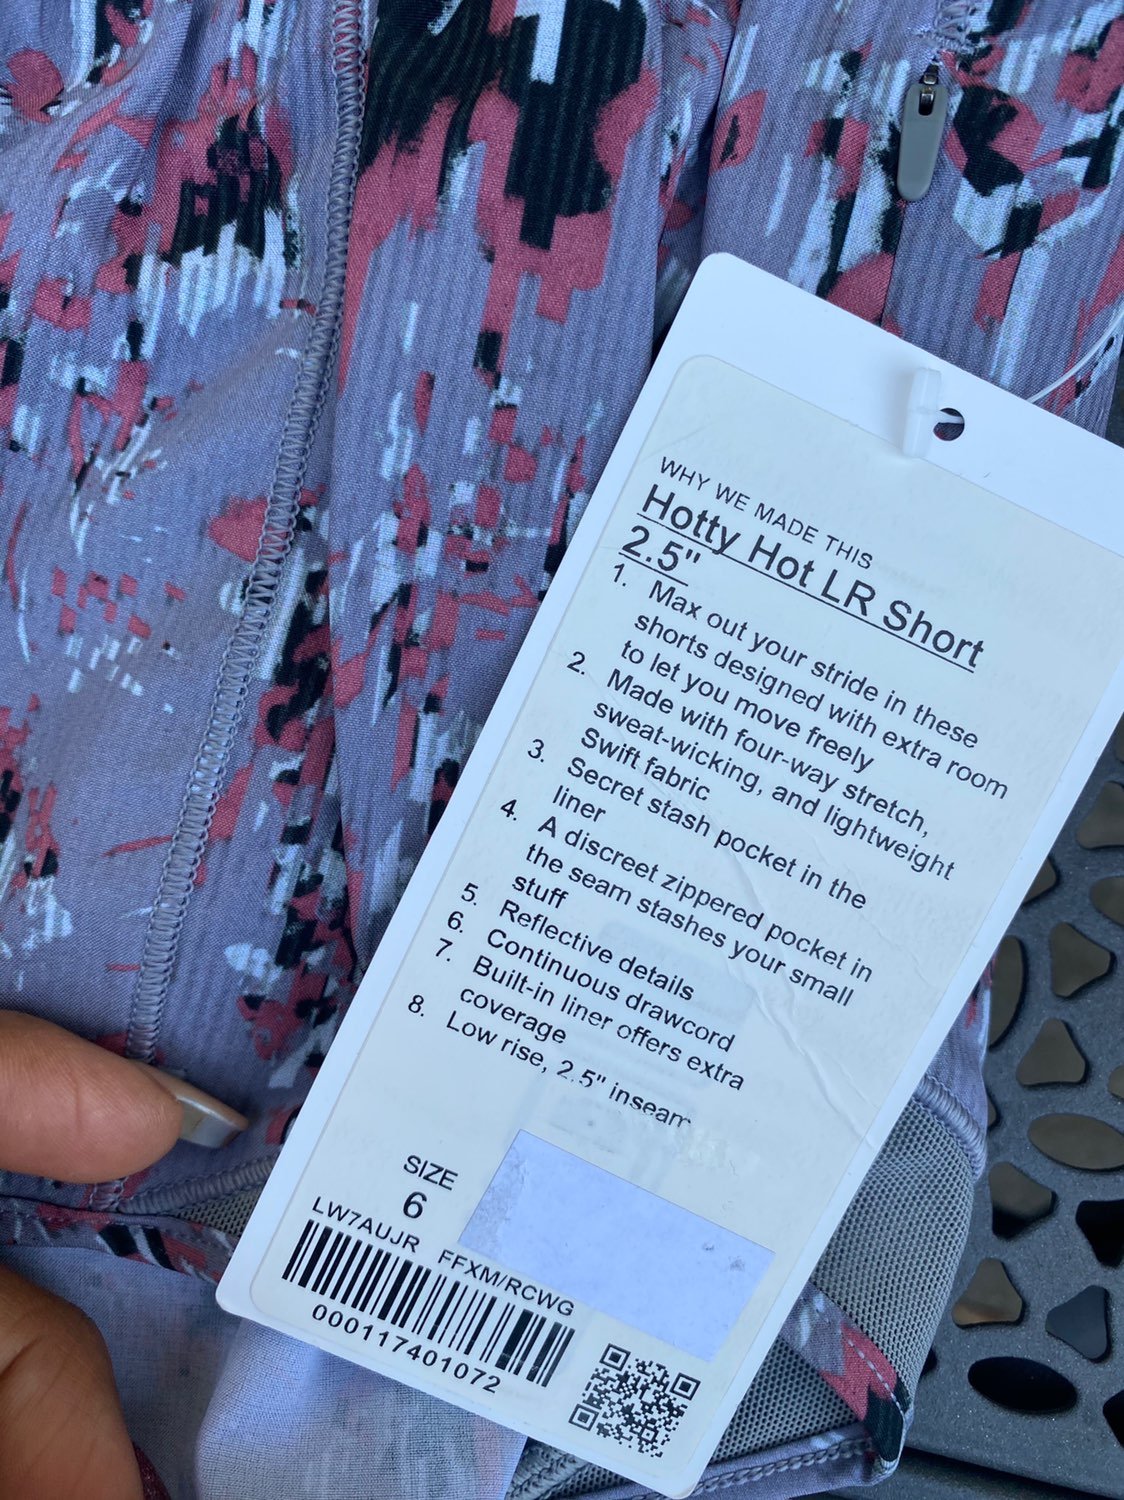 WHY WE MADE THIS
Hotty Hot LR Short
2.5"
1. Max out your stride in these
shorts designed with extra room
to let you move freely
2. Made with four-way stretch,
sweat-wicking, and lightweight
Swift fabric
3. Secret stash pocket in the
liner
4. A discreet zippered pocket in
the seam stashes your small
stuff
5. Reflective details
6. Continuous drawcord
7. Built-in liner offers extra
coverage
8. Low rise, 2.5" inseam
SIZE
6
LW7AUJR FFXM/RCWG
000117401072